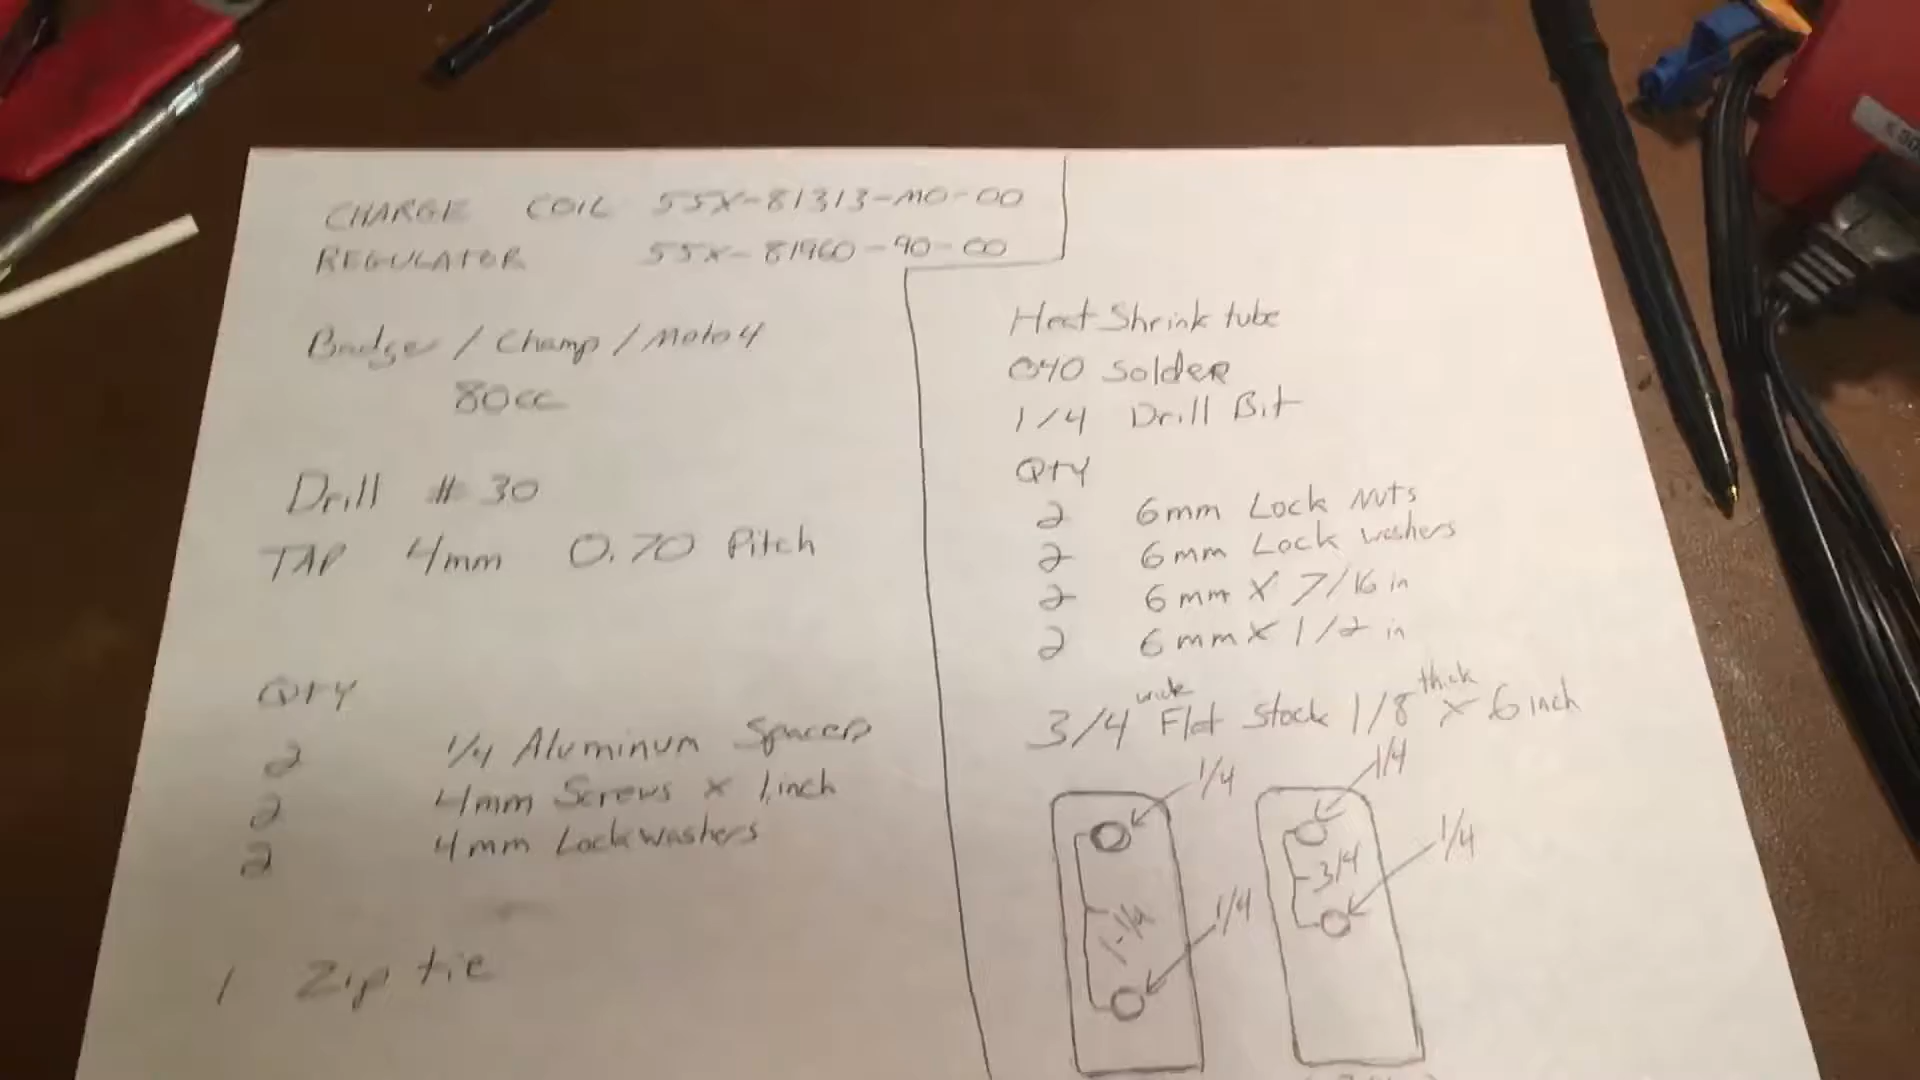 CHARGE COIL 55X-81313-M0-00
REGULATOR 55X-81960-90-00
Badger / Champ / Moto 4
80cc
Drill # 30
TAP 4mm 0.70 Pitch
QTY
2 1/4 Aluminum Spacers
2 4mm Screws x 1 inch
2 4mm Lockwashers
1 Zip tie
Heat Shrink tube
040 Solder
1/4 Drill Bit
QTY
2 6mm Lock Nuts
2 6mm Lock washers
2 6mm X 7/16 in
2 6mm X 1/2 in
3/4 wide Flat Stock 1/8 thick x 6 inch
1/4
1-1/4
1/4
1/4
3/4
1/4